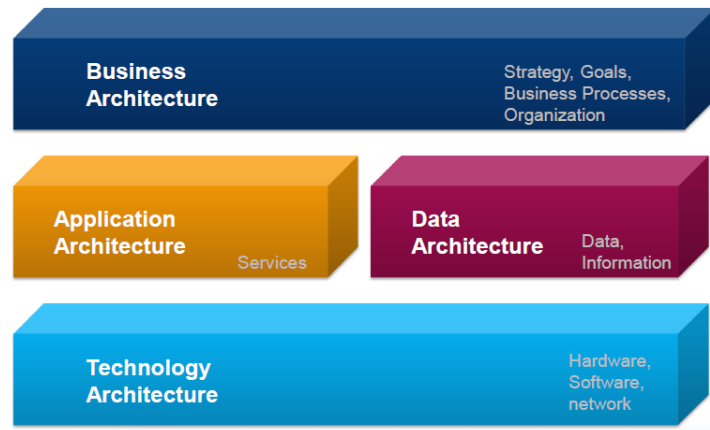 Business
Architecture
Strategy, Goals,
Business Processes,
Organization
Application
Architecture
Services
Data
Architecture
Data,
Information
Technology
Architecture
Hardware,
Software,
network